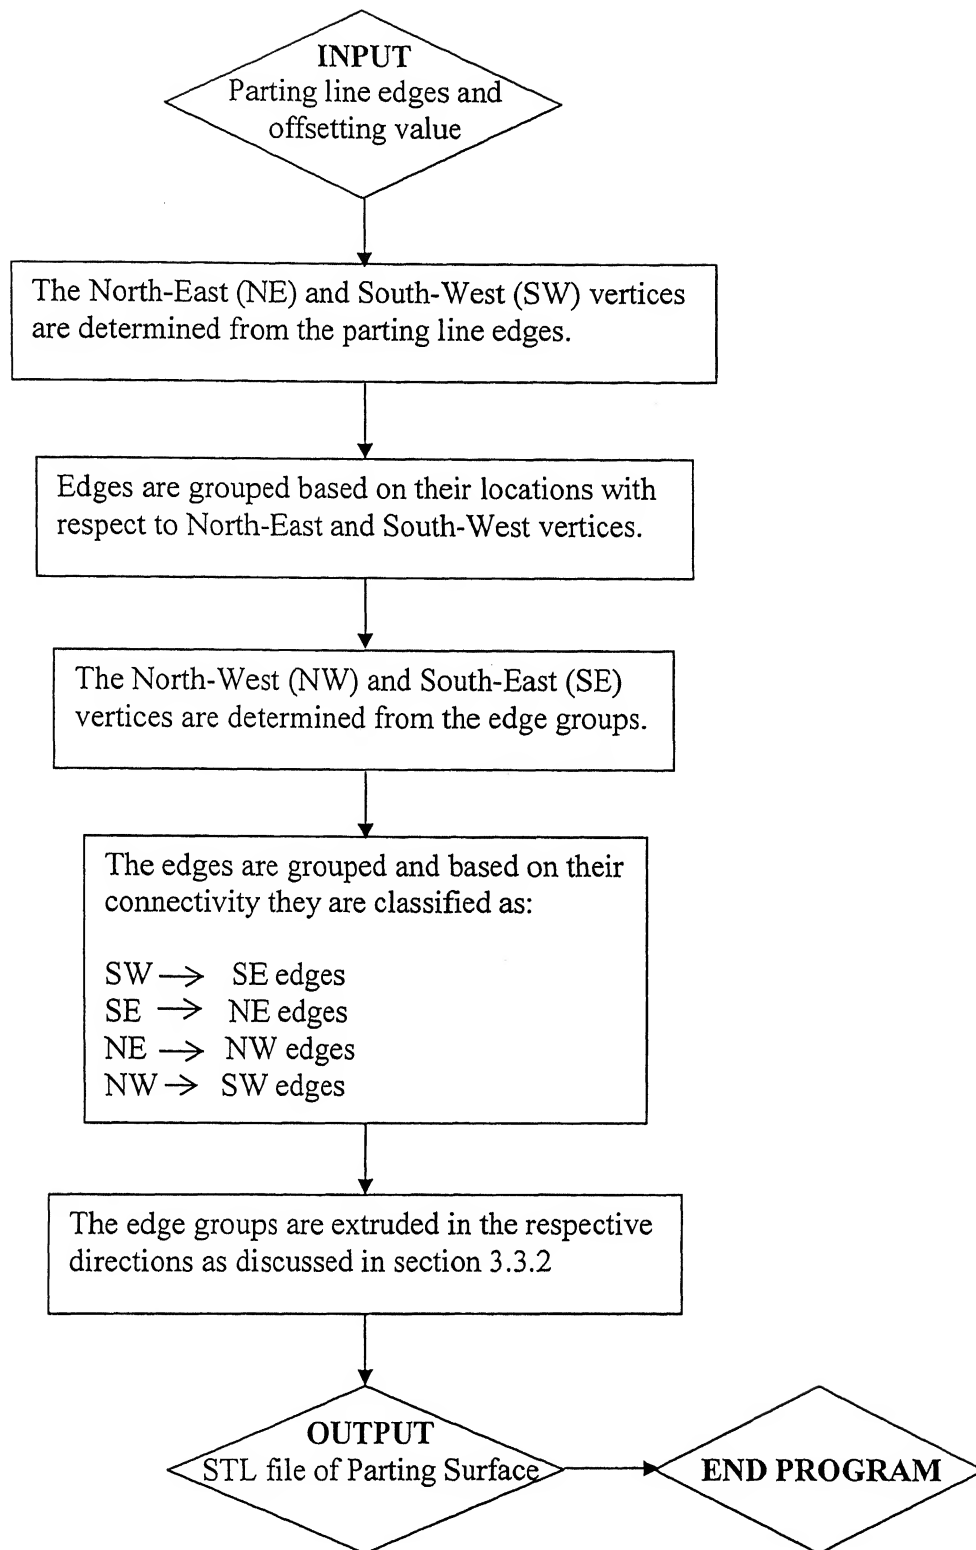 INPUT
Parting line edges and
offsetting value
The North-East (NE) and South-West (SW) vertices
are determined from the parting line edges.
Edges are grouped based on their locations with
respect to North-East and South-West vertices.
The North-West (NW) and South-East (SE)
vertices are determined from the edge groups.
The edges are grouped and based on their
connectivity they are classified as:
SW → SE edges
SE → NE edges
NE → NW edges
NW → SW edges
The edge groups are extruded in the respective
directions as discussed in section 3.3.2
OUTPUT
STL file of Parting Surface
END PROGRAM